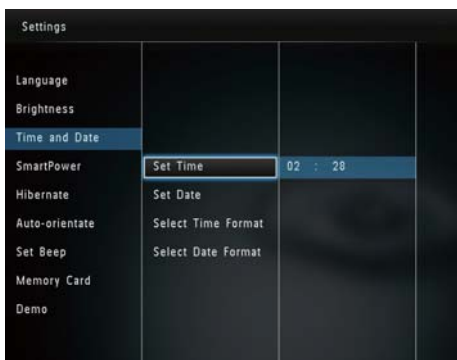 Settings
Language
Brightness
Time and Date
SmartPower
Set Time
02 : 28
Hibernate
Set Date
Auto-orientate
Select Time Format
Set Beep
Select Date Format
Memory Card
Demo